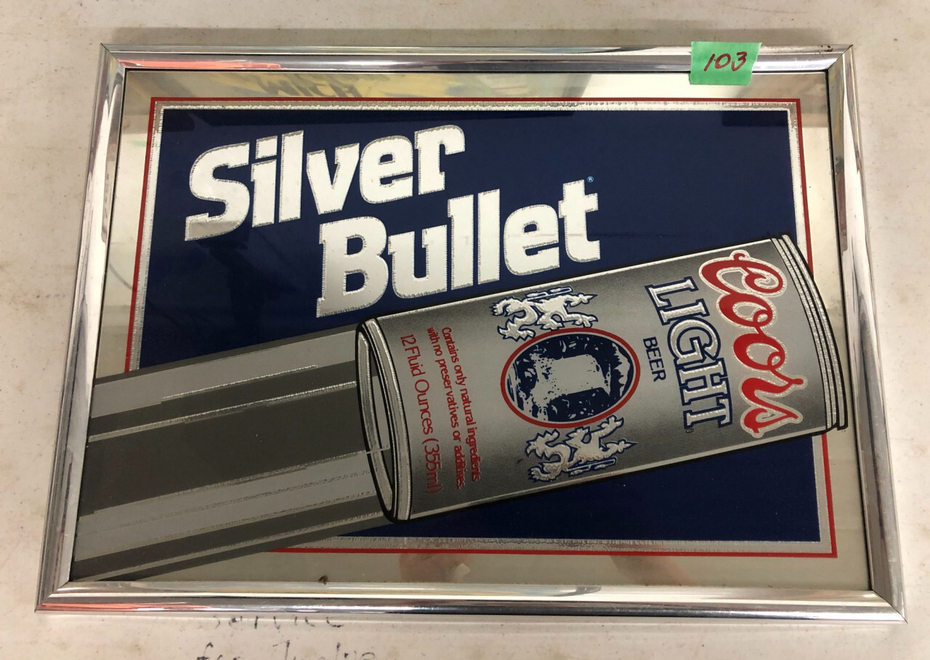 103
Silver
Bullet®
Coors
LIGHT
BEER
Contains only natural ingredients
with no preservatives or additives.
12 Fluid Ounces (355ml)